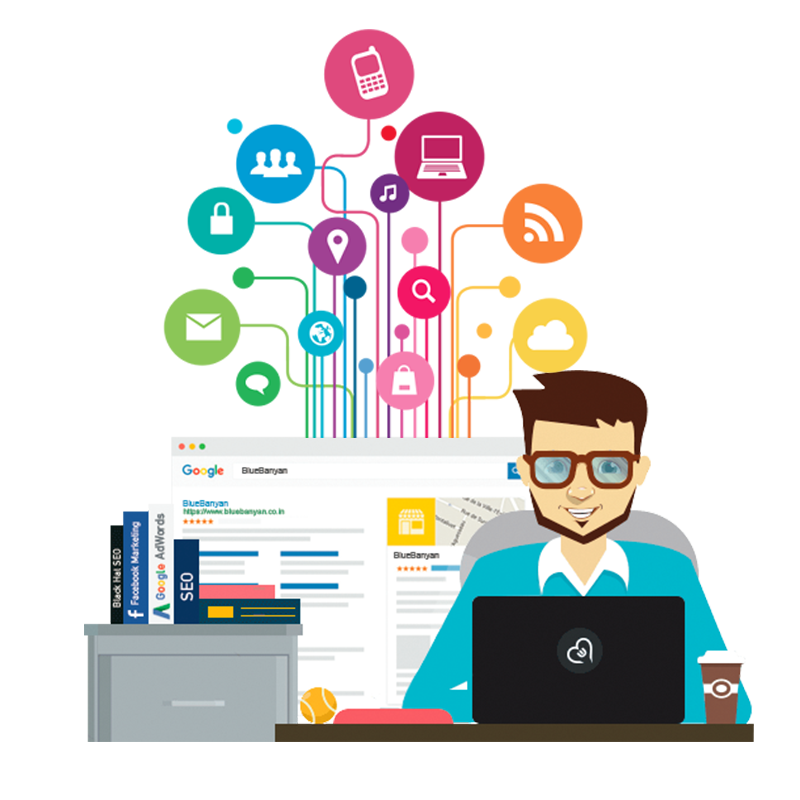 Google BlueBanyan
BlueBanyan
https://www.bluebanyan.co.in
BlueBanyan
Black Hat SEO
Facebook Marketing
Google AdWords
SEO